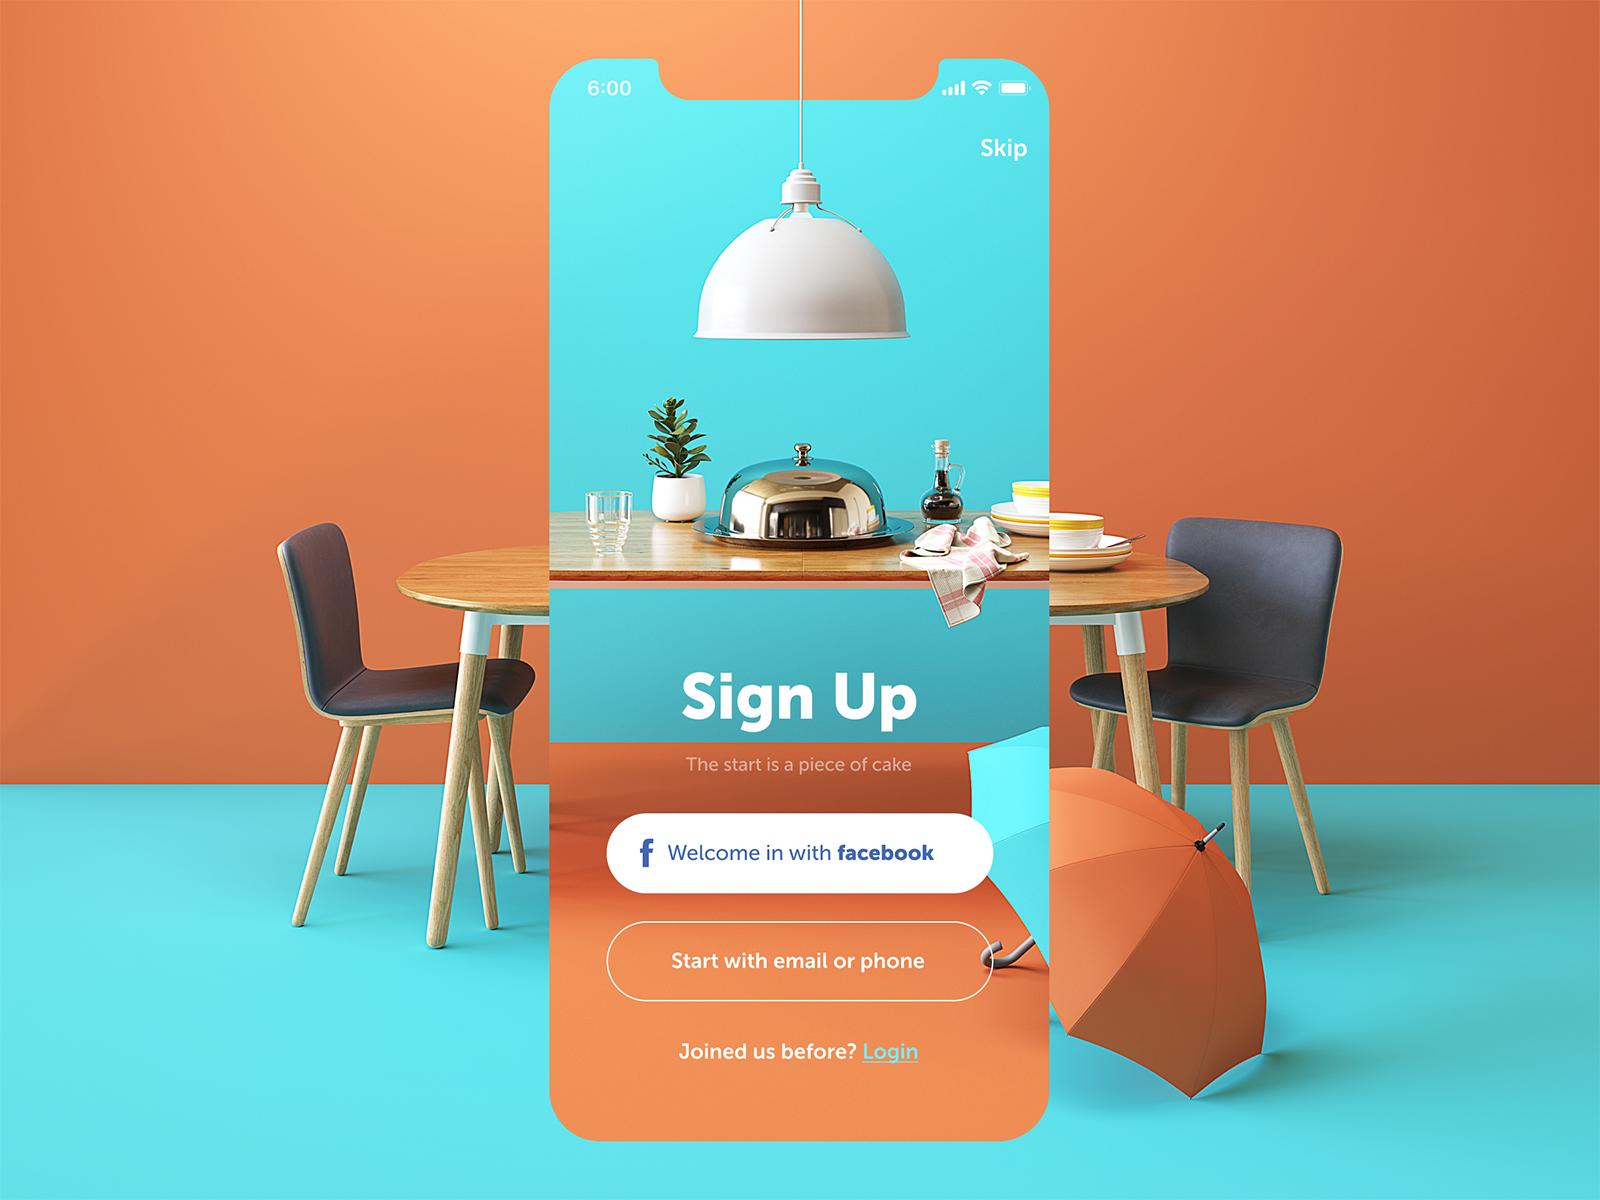 6:00
Skip
Sign Up
The start is a piece of cake
f Welcome in with facebook
Start with email or phone
Joined us before? Login